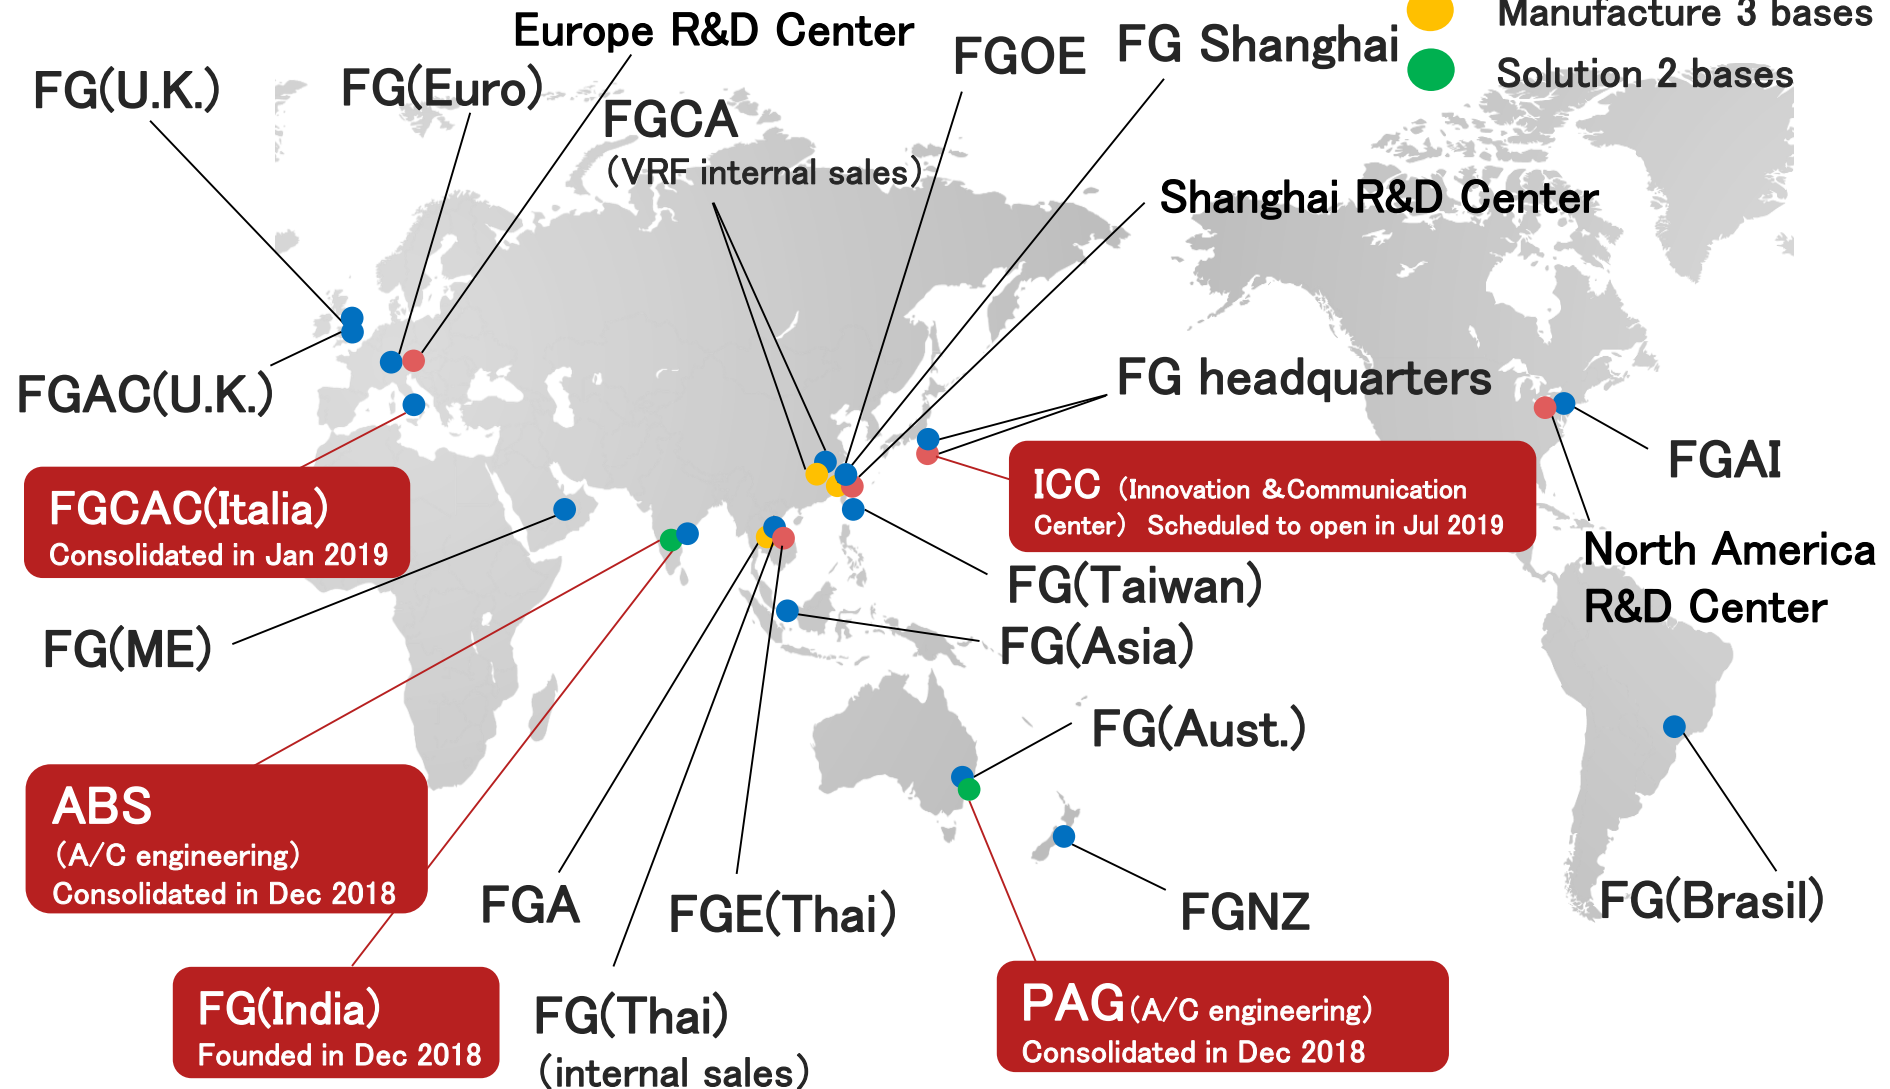 Manufacture 3 bases
Solution 2 bases
Europe R&D Center
FG(U.K.)
FG(Euro)
FGCA
(VRF internal sales)
FGOE
FG Shanghai
Shanghai R&D Center
FGAC(U.K.)
FG headquarters
FGAI
FGCAC(Italia)
Consolidated in Jan 2019
ICC (Innovation &Communication
Center) Scheduled to open in Jul 2019
North America
R&D Center
FG(Taiwan)
FG(ME)
FG(Asia)
FG(Aust.)
ABS
(A/C engineering)
Consolidated in Dec 2018
FGA
FGE(Thai)
FGNZ
FG(Brasil)
FG(India)
Founded in Dec 2018
FG(Thai)
(internal sales)
PAG(A/C engineering)
Consolidated in Dec 2018